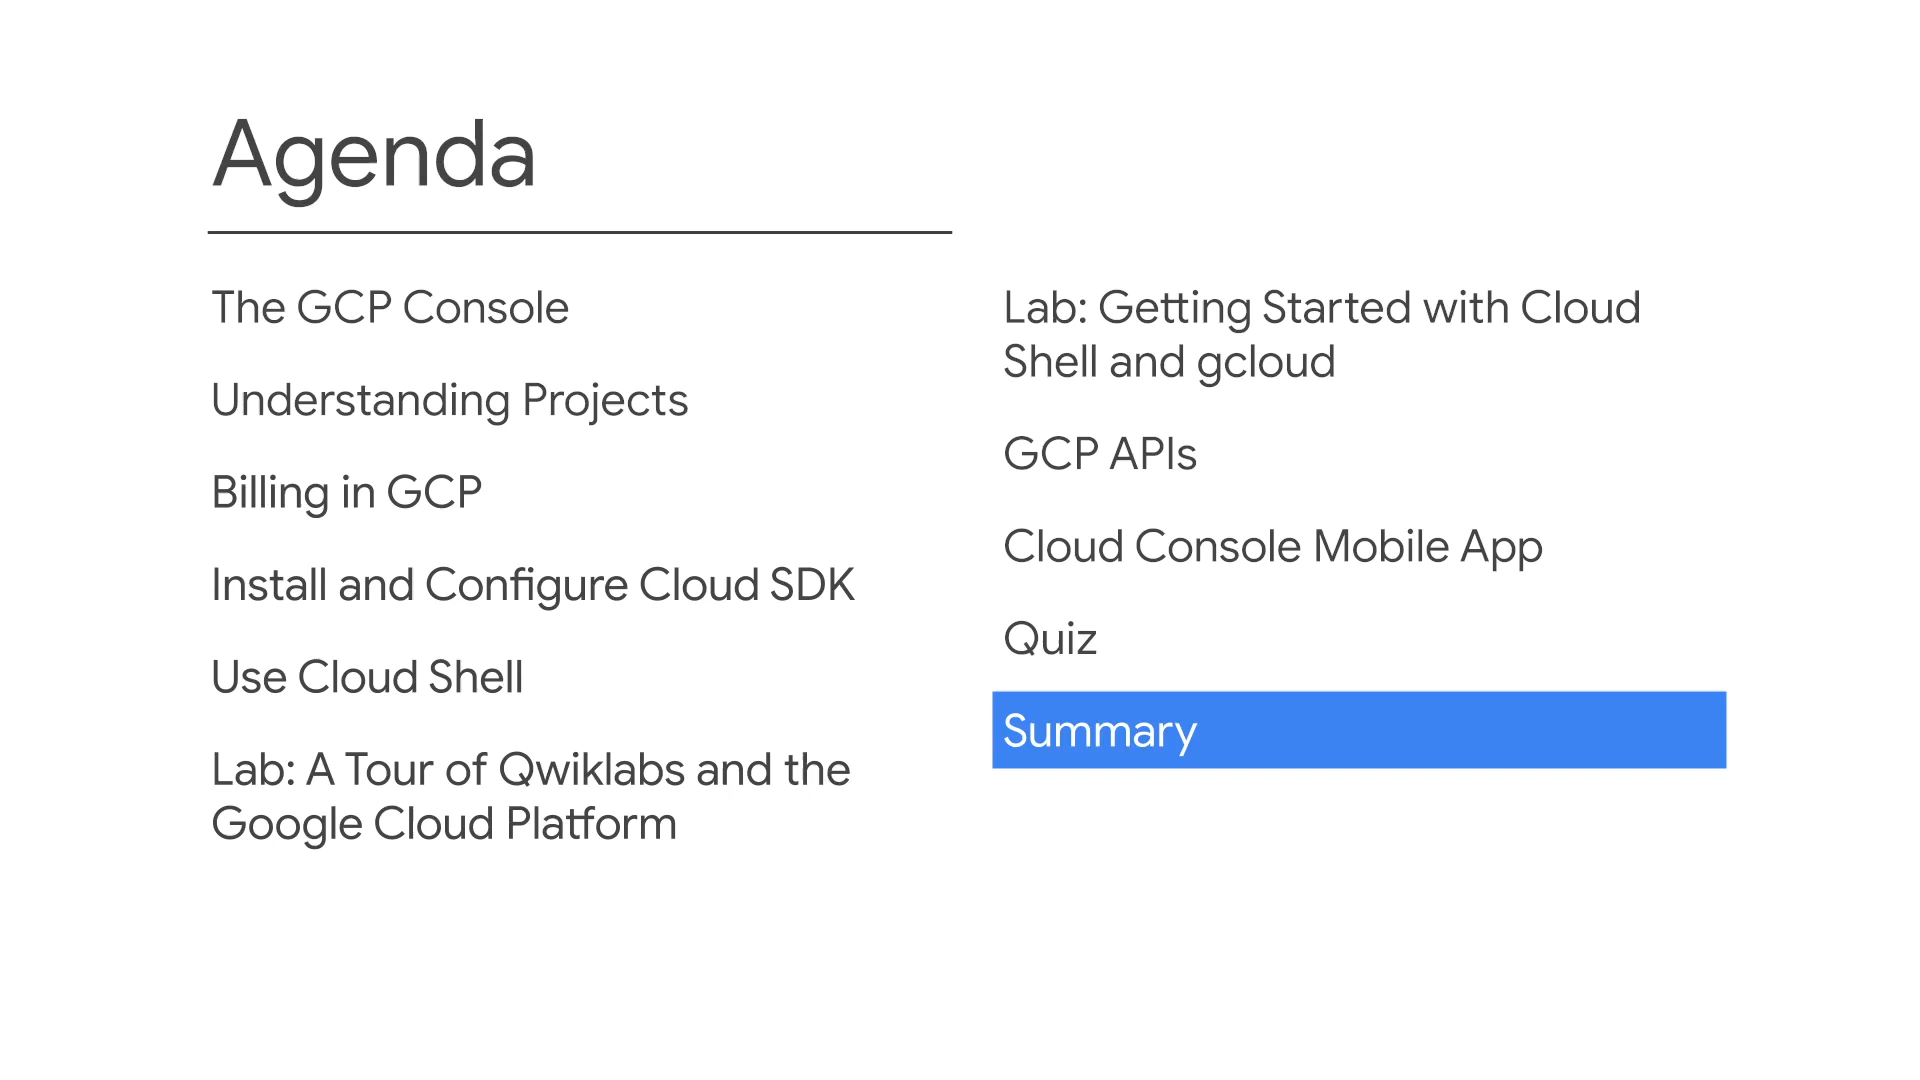 Agenda
The GCP Console
Understanding Projects
Billing in GCP
Install and Configure Cloud SDK
Use Cloud Shell
Lab: A Tour of Qwiklabs and the
Google Cloud Platform
Lab: Getting Started with Cloud
Shell and gcloud
GCP APIs
Cloud Console Mobile App
Quiz
Summary